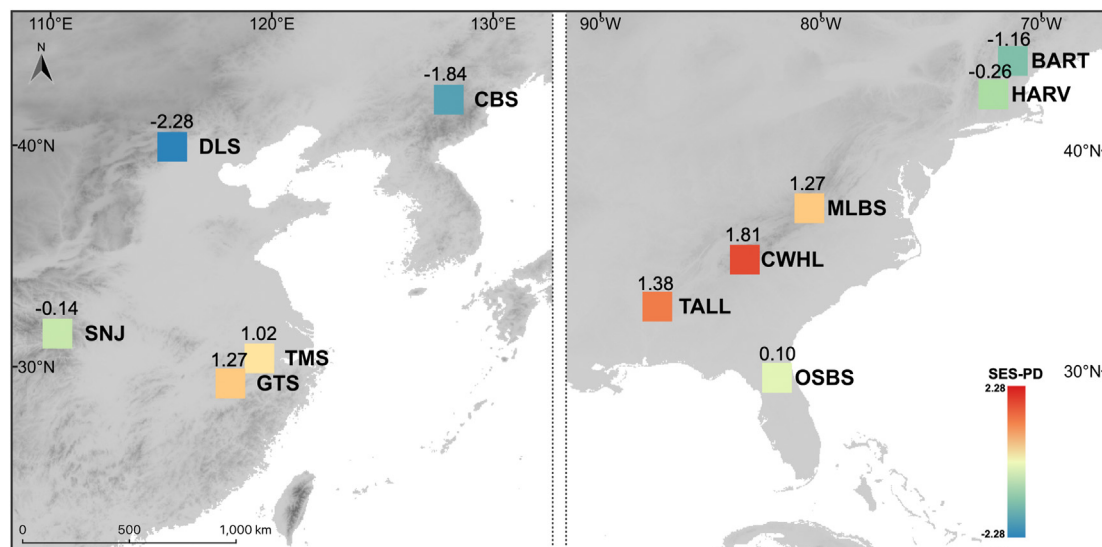 110°E 120°E 130°E 90°W 80°W 70°W
N
-1.84
CBS
-2.28
DLS
40°N
-0.14
SNJ
1.02
TMS
30°N
1.27
GTS
0 500 1,000 km
-1.16
BART
-0.26
HARV
40°N
1.27
MLBS
1.81
CWHL
1.38
TALL
0.10
OSBS
30°N
SES-PD
2.28
-2.28